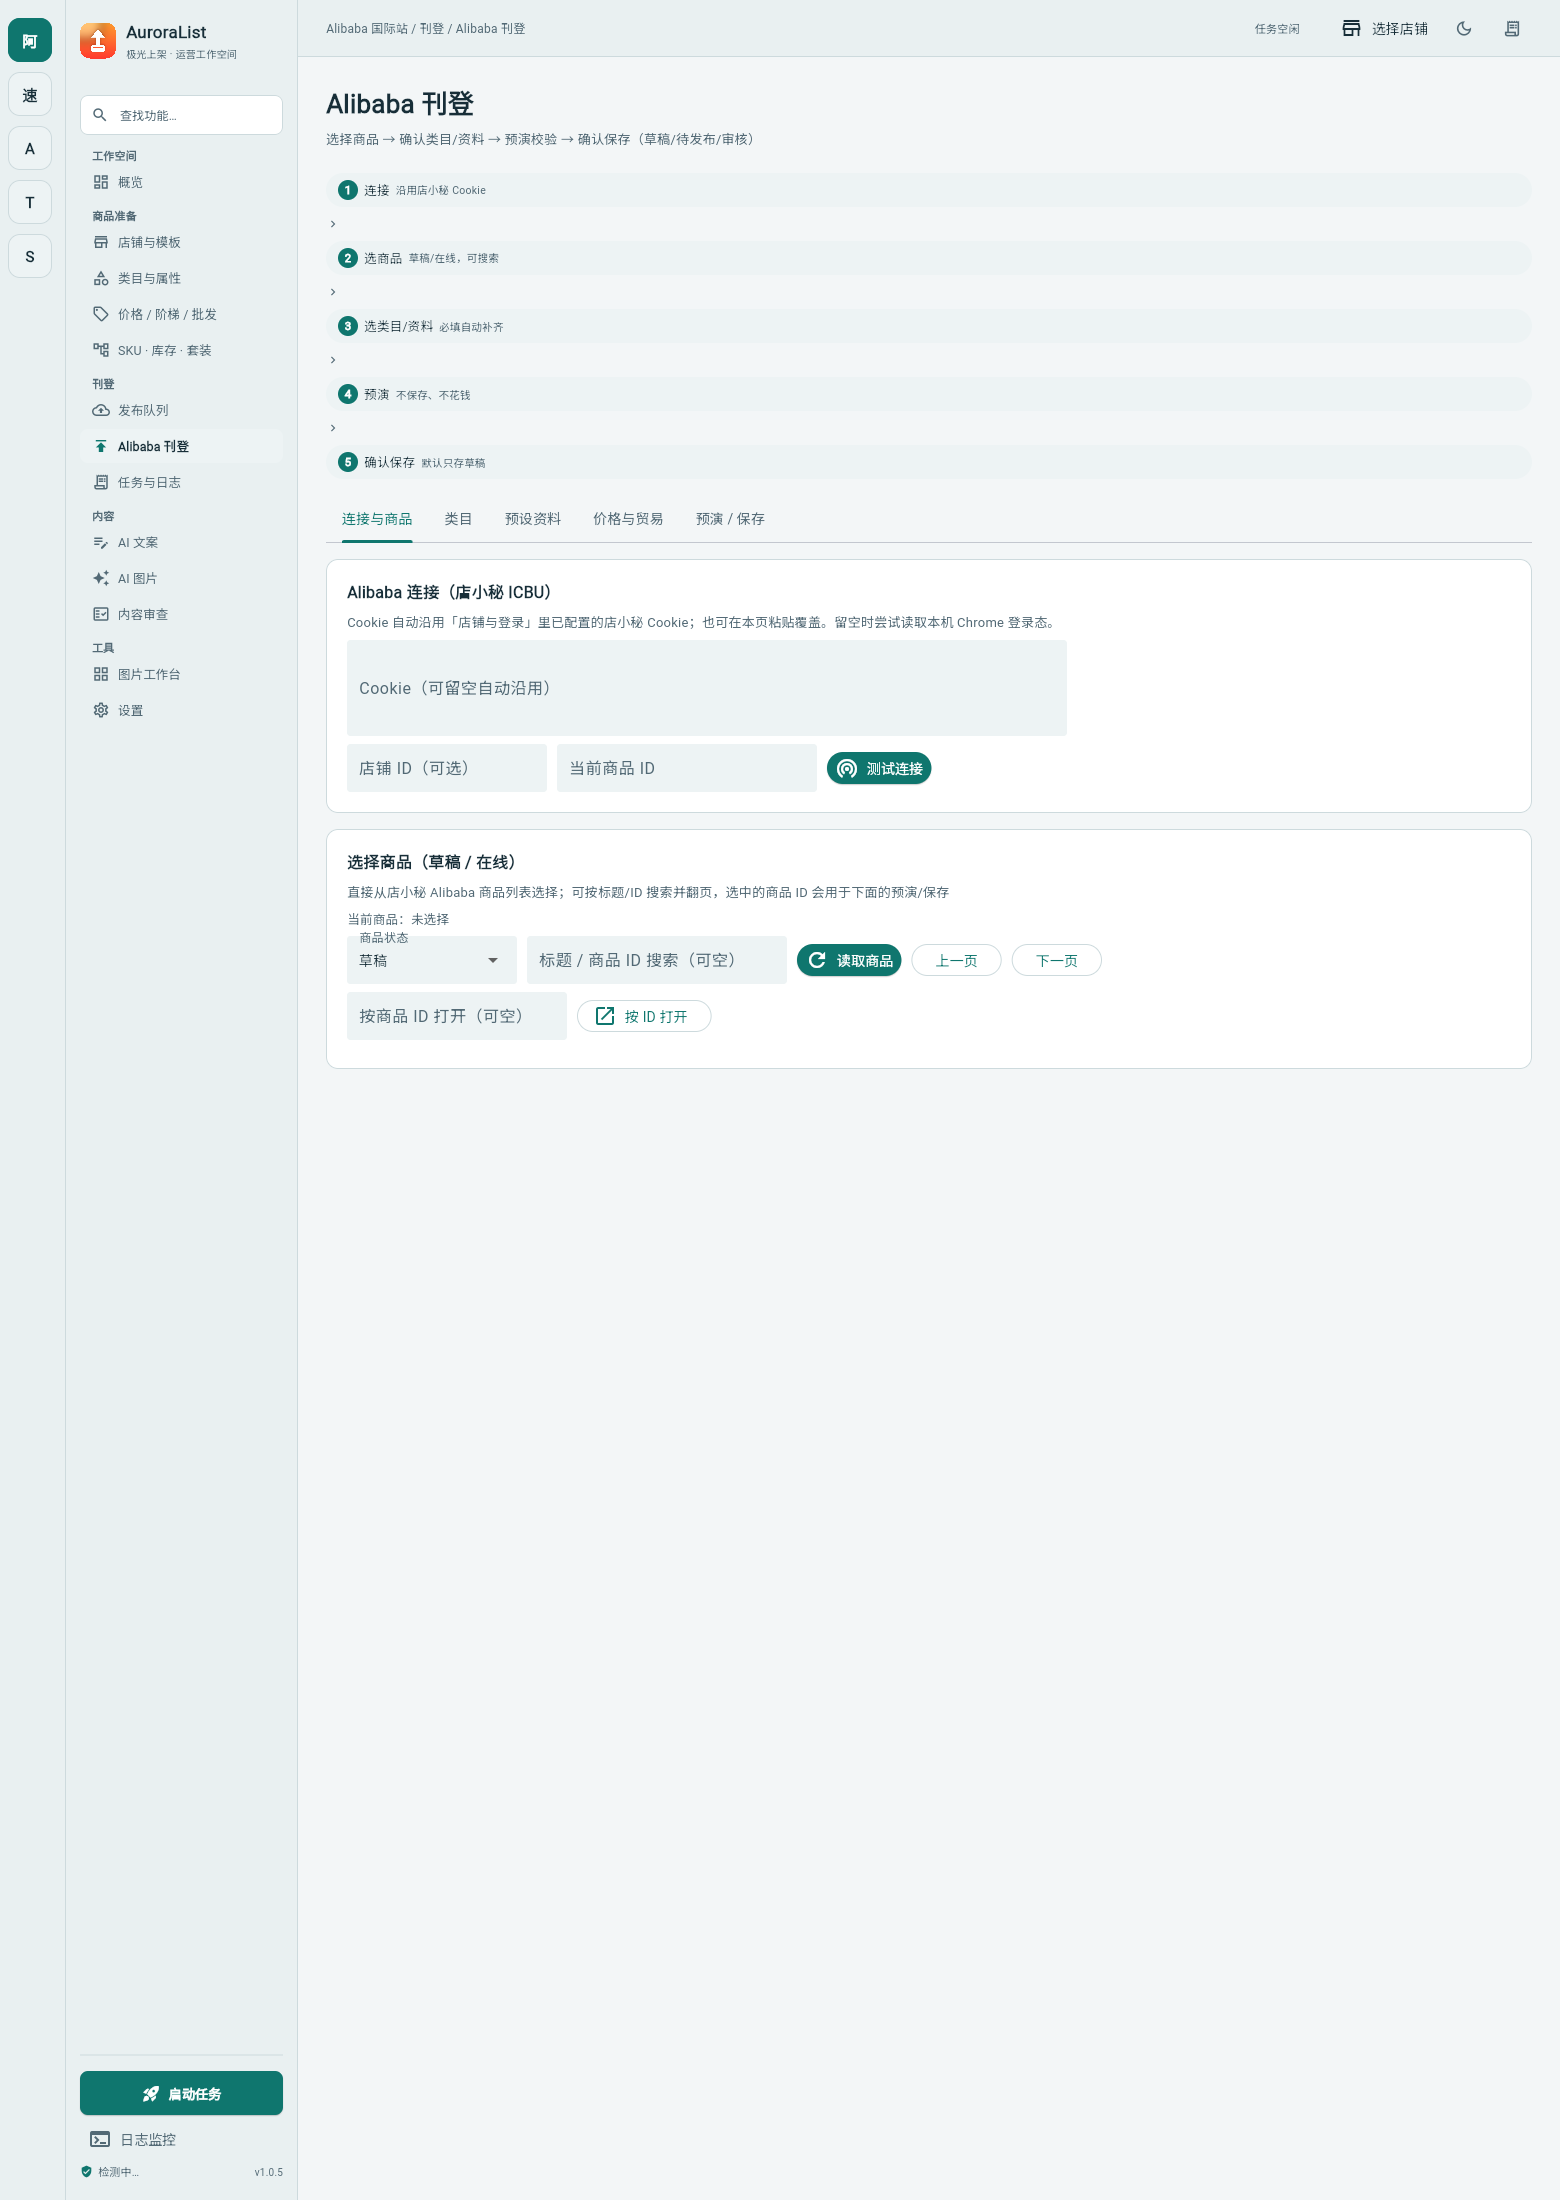 阿
速
A
T
S
AuroraList
极光上架 · 运营工作空间
查找功能...
工作空间
概览
商品准备
店铺与模板
类目与属性
价格 / 阶梯 / 批发
SKU · 库存 · 套装
刊登
发布队列
Alibaba 刊登
任务与日志
内容
AI 文案
AI 图片
内容审查
工具
图片工作台
设置
启动任务
日志监控
检测中... v1.0.5
Alibaba 国际站 / 刊登 / Alibaba 刊登
任务空闲 选择店铺
Alibaba 刊登
选择商品 → 确认类目/资料 → 预演校验 → 确认保存（草稿/待发布/审核）
1 连接 沿用店小秘 Cookie
2 选商品 草稿/在线，可搜索
3 选类目/资料 必填自动补齐
4 预演 不保存、不花钱
5 确认保存 默认只存草稿
连接与商品 类目 预设资料 价格与贸易 预演 / 保存
Alibaba 连接（店小秘 ICBU）
Cookie 自动沿用「店铺与登录」里已配置的店小秘 Cookie；也可在本页粘贴覆盖。留空时尝试读取本机 Chrome 登录态。
Cookie（可留空自动沿用）
店铺 ID（可选） 当前商品 ID 测试连接
选择商品（草稿 / 在线）
直接从店小秘 Alibaba 商品列表选择；可按标题/ID 搜索并翻页，选中的商品 ID 会用于下面的预演/保存
当前商品：未选择
商品状态
草稿 标题 / 商品 ID 搜索（可空） 读取商品 上一页 下一页
按商品 ID 打开（可空） 按 ID 打开